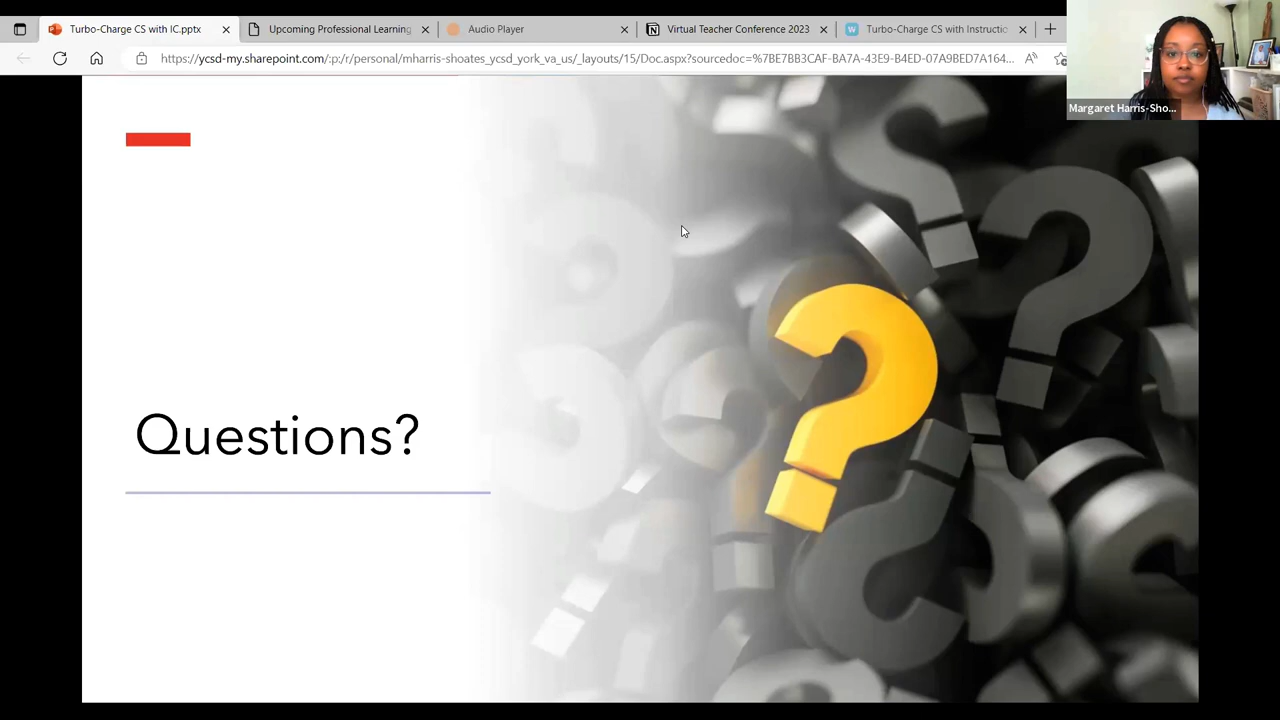 Turbo-Charge CS with IC.pptx
Upcoming Professional Learning
Audio Player
Virtual Teacher Conference 2023
Turbo-Charge CS with Instructio
https://ycsd-my.sharepoint.com/:p:/r/personal/mharris-shoates_ycsd_york_va_us/_layouts/15/Doc.aspx?sourcedoc=%7BE7BB3CAF-BA7A-43E9-B4ED-07A9BED7A164...
Margaret Harris-Sho...
Questions?